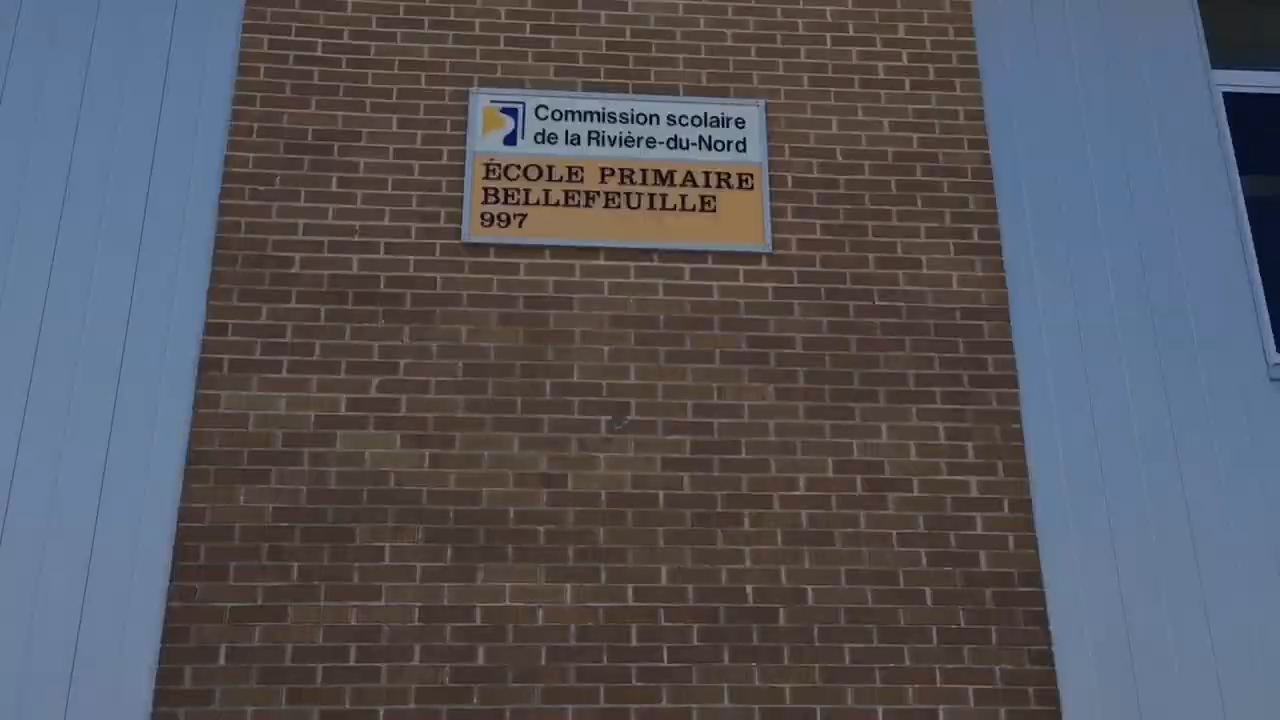 Commission scolaire
de la Rivière-du-Nord
ÉCOLE PRIMAIRE
BELLEFEUILLE
997